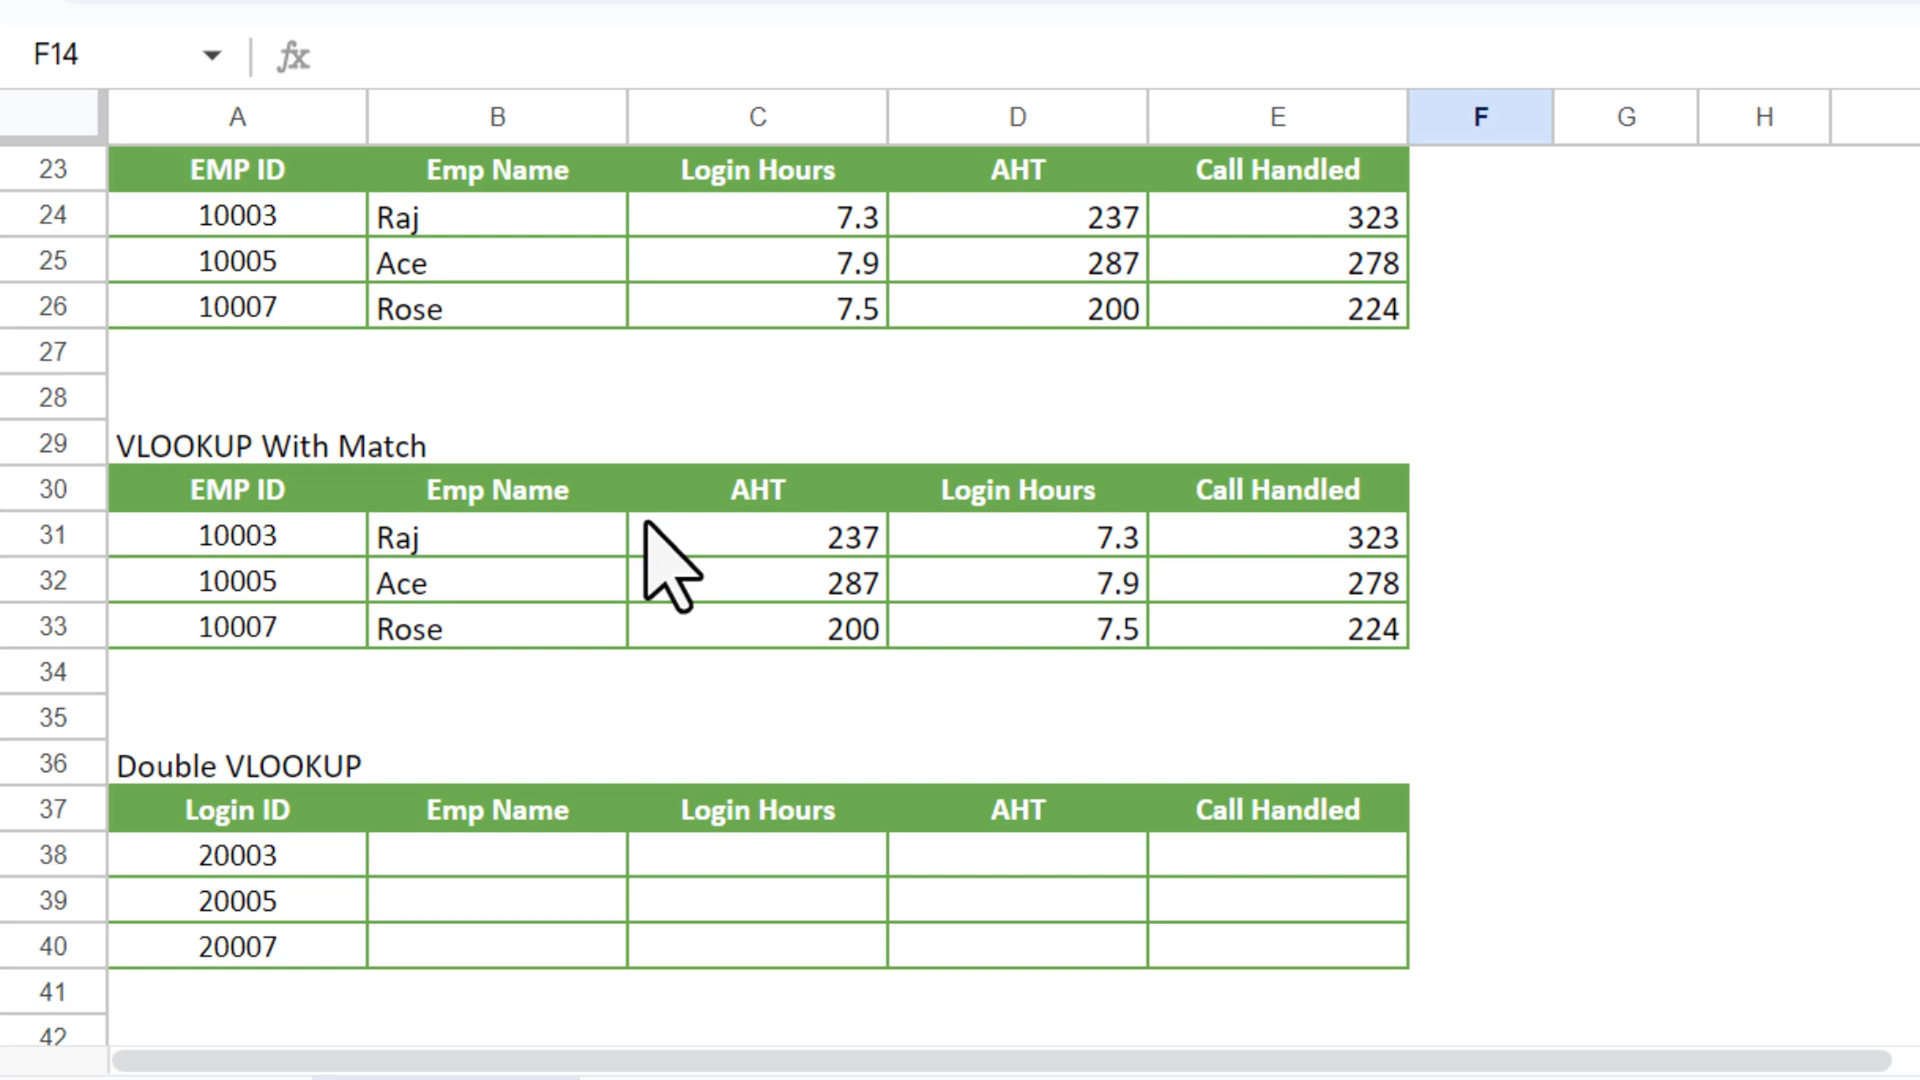 F14 fx
A B C D E F G H
23 EMP ID Emp Name Login Hours AHT Call Handled
24 10003 Raj 7.3 237 323
25 10005 Ace 7.9 287 278
26 10007 Rose 7.5 200 224
27
28
29 VLOOKUP With Match
30 EMP ID Emp Name AHT Login Hours Call Handled
31 10003 Raj 237 7.3 323
32 10005 Ace 287 7.9 278
33 10007 Rose 200 7.5 224
34
35
36 Double VLOOKUP
37 Login ID Emp Name Login Hours AHT Call Handled
38 20003
39 20005
40 20007
41
42